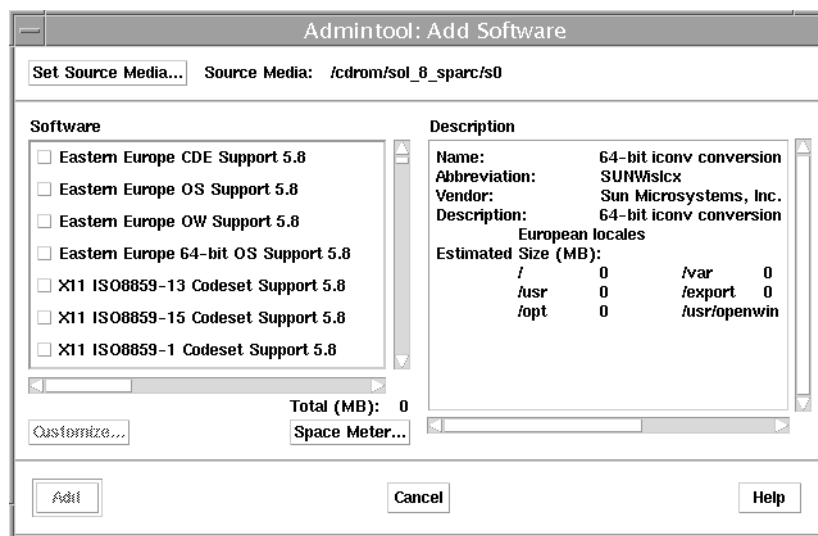 Admintool: Add Software
Set Source Media... Source Media: /cdrom/sol_8_sparc/s0
Software
Eastern Europe CDE Support 5.8
Eastern Europe OS Support 5.8
Eastern Europe OW Support 5.8
Eastern Europe 64-bit OS Support 5.8
X11 ISO8859-13 Codeset Support 5.8
X11 ISO8859-15 Codeset Support 5.8
X11 ISO8859-1 Codeset Support 5.8
Total (MB): 0
Customize... Space Meter...
Description
Name: 64-bit iconv conversion
Abbreviation: SUNWislcx
Vendor: Sun Microsystems, Inc.
Description: 64-bit iconv conversion
European locales
Estimated Size (MB):
/ 0 /var 0
/usr 0 /export 0
/opt 0 /usr/openwin
Add Cancel Help